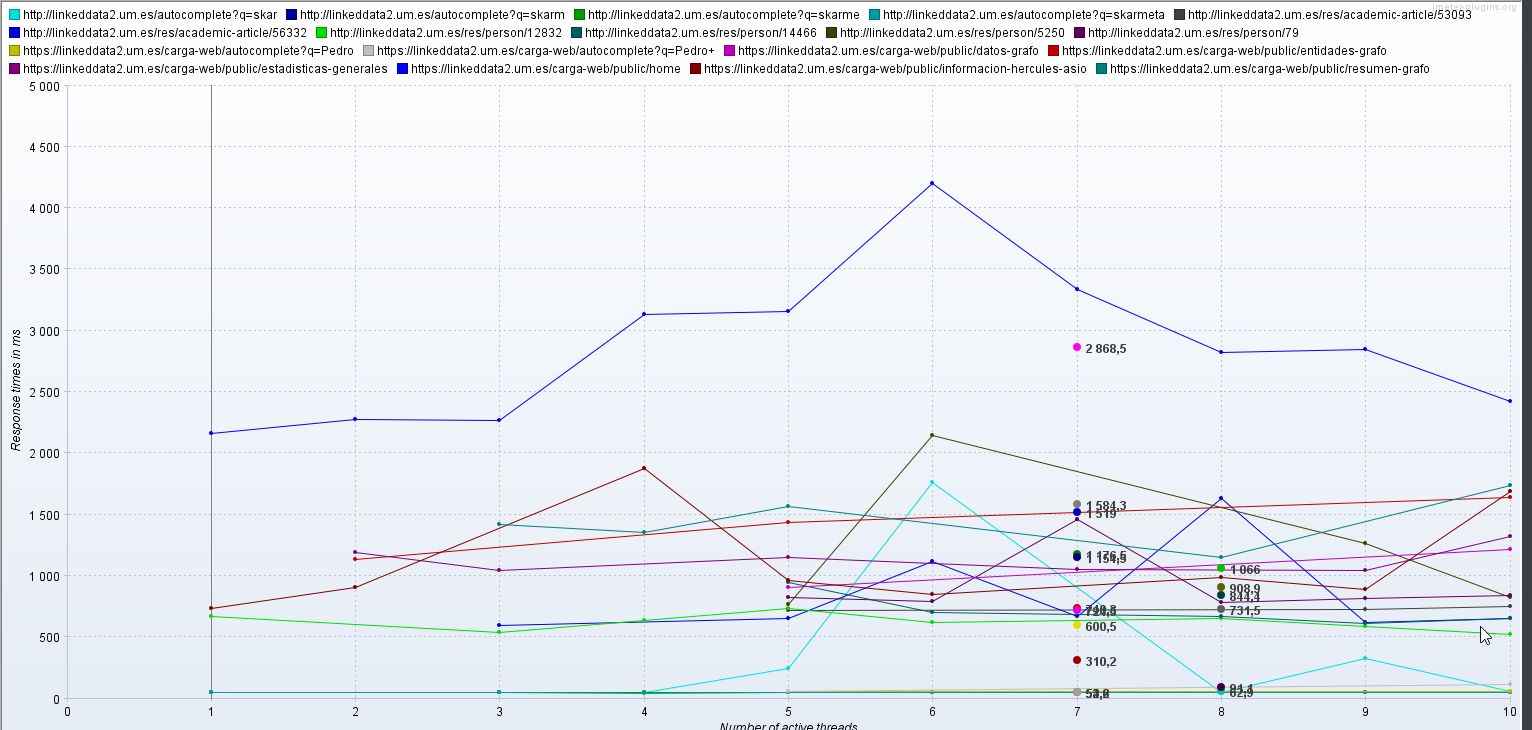 jmeter-plugins.org
http://linkeddata2.um.es/autocomplete?q=skar http://linkeddata2.um.es/autocomplete?q=skarm http://linkeddata2.um.es/autocomplete?q=skarme http://linkeddata2.um.es/autocomplete?q=skarmeta http://linkeddata2.um.es/res/academic-article/53093
http://linkeddata2.um.es/res/academic-article/56332 http://linkeddata2.um.es/res/person/12832 http://linkeddata2.um.es/res/person/14466 http://linkeddata2.um.es/res/person/5250 http://linkeddata2.um.es/res/person/79
https://linkeddata2.um.es/carga-web/autocomplete?q=Pedro https://linkeddata2.um.es/carga-web/autocomplete?q=Pedro+ https://linkeddata2.um.es/carga-web/public/datos-grafo https://linkeddata2.um.es/carga-web/public/entidades-grafo
https://linkeddata2.um.es/carga-web/public/estadisticas-generales https://linkeddata2.um.es/carga-web/public/home https://linkeddata2.um.es/carga-web/public/informacion-hercules-asio https://linkeddata2.um.es/carga-web/public/resumen-grafo
5 000
4 500
4 000
3 500
3 000
2 868,5
2 500
2 000
1 584,3
1 519
1 500
1 154,5
1 066
1 000
908,9
844,4
731,5
600,5
500
310,2
62,9
0
Response times in ms
0 1 2 3 4 5 6 7 8 9 10
Number of active threads